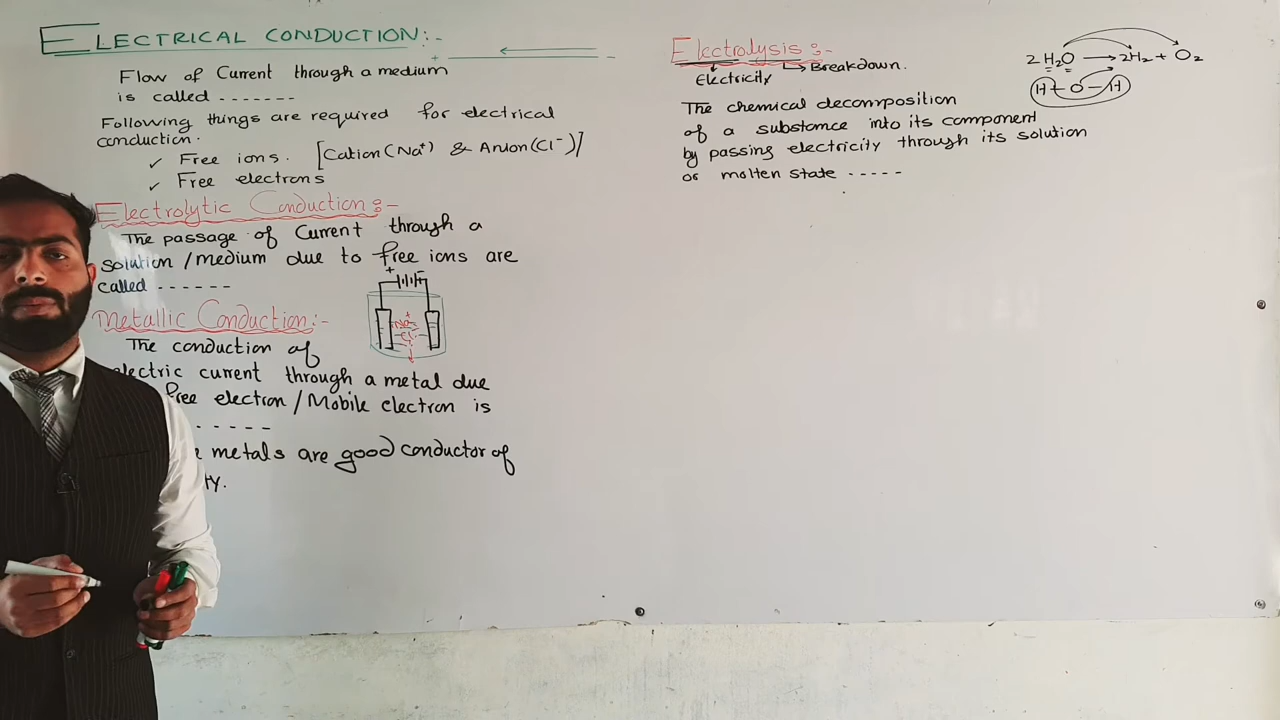 ELECTRICAL CONDUCTION:-
+ -
Flow of Current through a medium
is called -------
Following things are required for electrical
conduction.
✓ Free ions. [Cation (Na+) & Anion (Cl-)]
✓ Free electrons
Electrolytic Conduction:-
The passage of Current through a
solution / medium due to free ions are
called ------
+ -
Na+
Cl-
Metallic Conduction:-
The conduction of
electric current through a metal due
free electron / Mobile electron is
-----
metals are good conductor of
ty.
Electrolysis:-
Electricity Breakdown.
2H2O → 2H2 + O2
H - O - H
The chemical decomposition
of a substance into its component
by passing electricity through its solution
or molten state -----